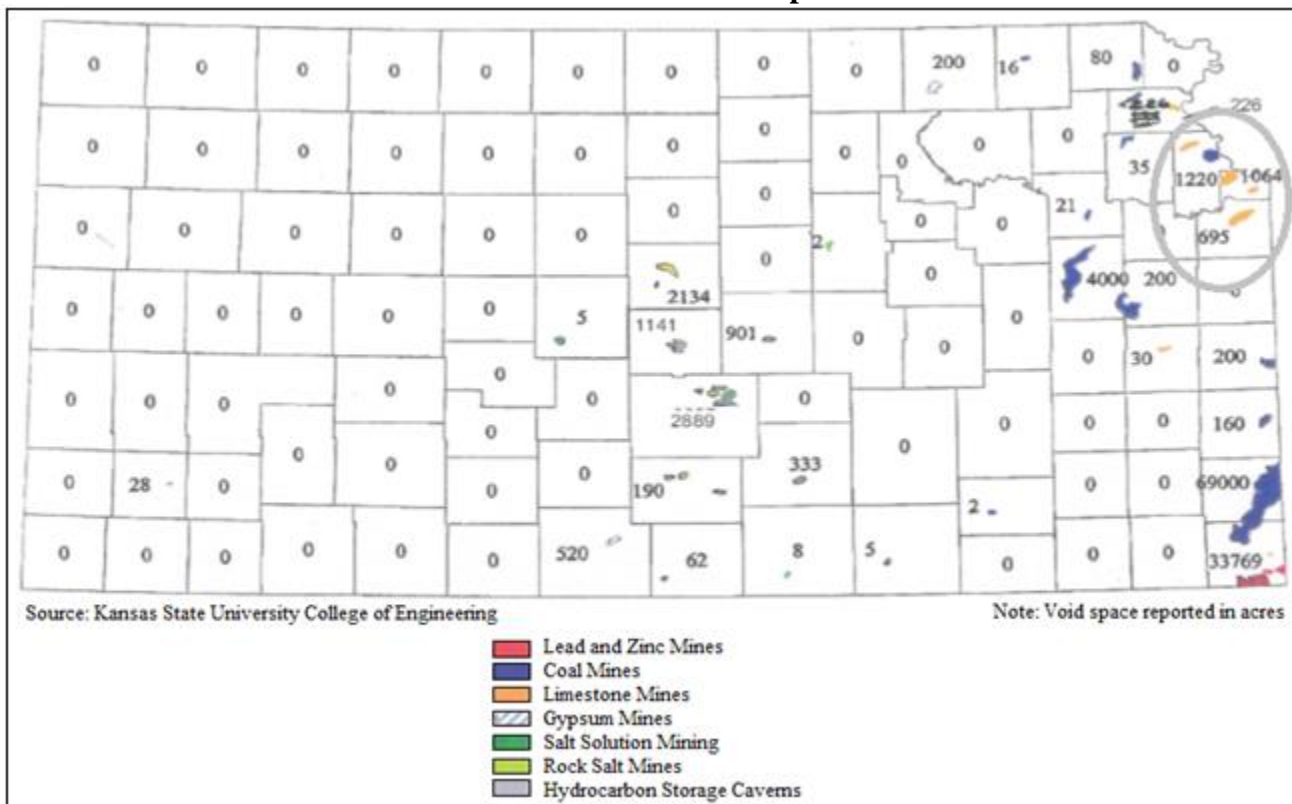 0 0 0 0 0 0 0 0 0 200 16 80 0
226
0 0 0 0 0 0 0 0 0 0 0 0
0 35 1220 1064
0 0 0 0 0 0 0 2 0 0 21 695
0 0
0 0 0 0 0 0 2134 4000 200 0
5 1141 901 0 0 0 0 30 200
0 0 0 0 0 0 0
0 2889 0 0 0 0 160
0 0 0 0 333
0 28 0 0 0 190 2 0 0 69000
0 0 0 0 0 0 520 62 8 5 0 0 0 33769
Source: Kansas State University College of Engineering
Note: Void space reported in acres
Lead and Zinc Mines
Coal Mines
Limestone Mines
Gypsum Mines
Salt Solution Mining
Rock Salt Mines
Hydrocarbon Storage Caverns